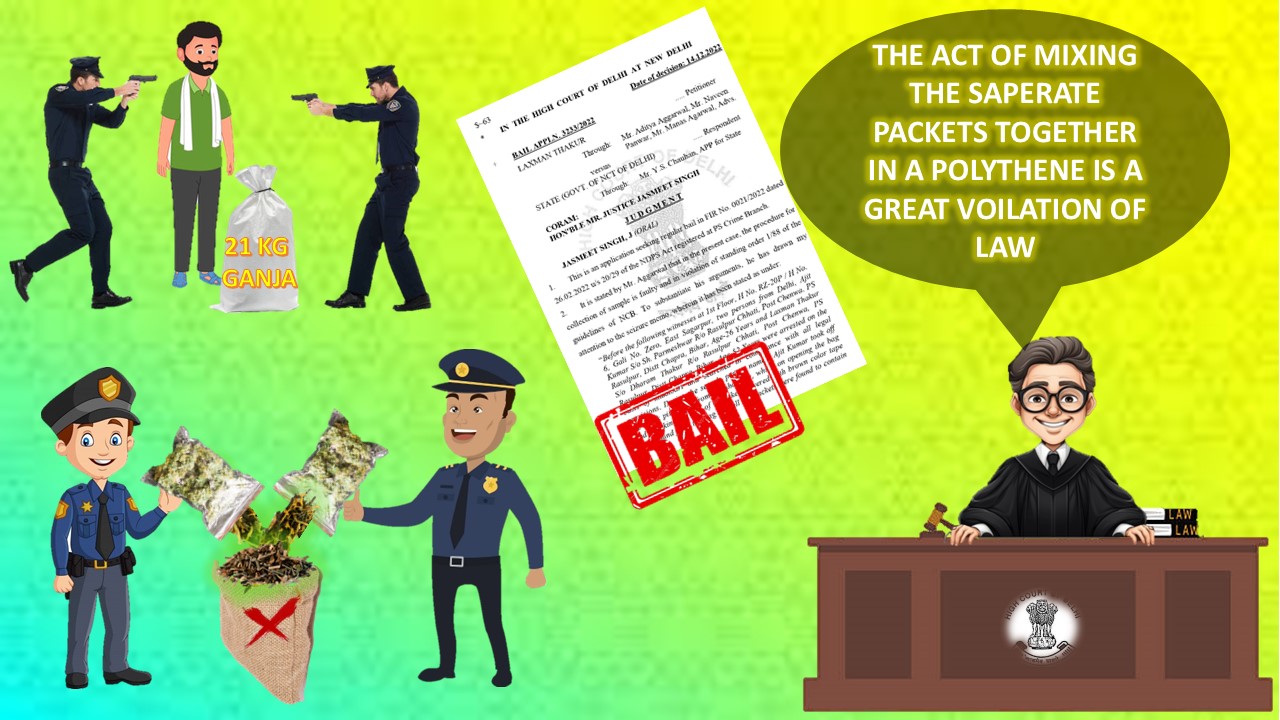 21 KG
GANJA
IN THE HIGH COURT OF DELHI AT NEW DELHI
Date of decision: 14.12.2022
$~63
*
+
BAIL APPLN. 3253/2022
LAXMAN THAKUR
..... Petitioner
Through: Mr. Aditya Aggarwal, Mr. Naveen
Panwar, Mr. Manas Agarwal, Advs.
versus
STATE (GOVT. OF NCT OF DELHI)
..... Respondent
Through: Mr. Y.S. Chauhan, APP for State
CORAM:
HON'BLE MR. JUSTICE JASMEET SINGH
JUDGMENT
JASMEET SINGH, J (ORAL)
1. This is an application seeking regular bail in FIR No. 0021/2022 dated
26.02.2022 u/s 20/29 of the NDPS Act registered at PS Crime Branch.
2. It is stated by Mr. Aggarwal that in the present case, the procedure for
collection of sample is faulty and in violation of standing order 1/88 of the
guidelines of NCB. To substantiate his arguments, he has drawn my
attention to the seizure memo, wherein it has been stated as under:
"Before the following witnesses at 1st Floor, H No. RZ-20P / H No.
6, Gali No. Zero, East Sagarpur, two persons from Delhi, Ajit
Kumar S/o Sh. Parmeshwar R/o Rasulpur Chhati, Post Chenwa, PS
Rasulpur, Distt Chapra, Bihar, Age-26 Years and Laxman Thakur
S/o Dharam Thakur R/o Rasulpur Chhati, Post Chenwa, PS
were arrested on the
with all legal
Ajit Kumar took off
on opening the bag
with brown color tape
were found to contain
BAIL
THE ACT OF MIXING
THE SAPERATE
PACKETS TOGETHER
IN A POLYTHENE IS A
GREAT VOILATION OF
LAW
LAW
LAW